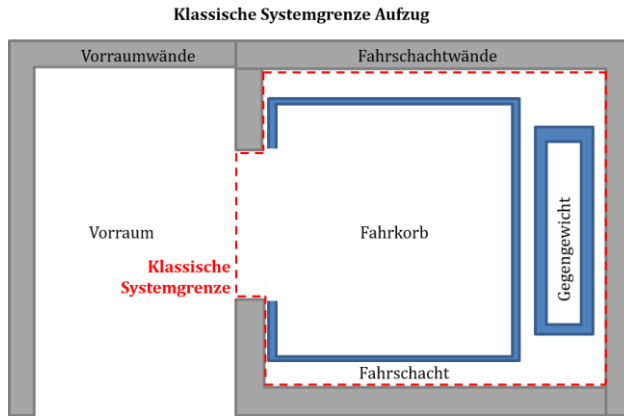 Klassische Systemgrenze Aufzug
Vorraumwände
Fahrschachtwände
Vorraum
Klassische
Systemgrenze
Fahrkorb
Gegengewicht
Fahrschacht